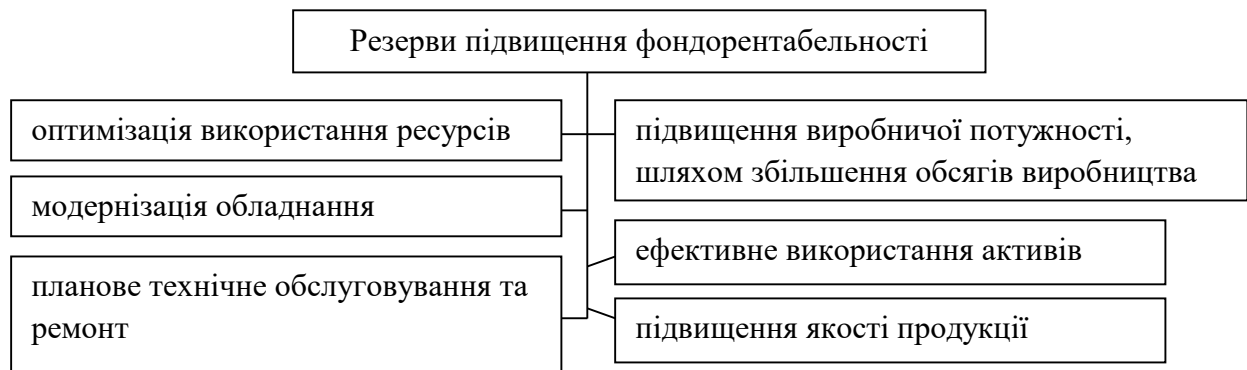 Резерви підвищення фондорентабельності
оптимізація використання ресурсів
підвищення виробничої потужності,
шляхом збільшення обсягів виробництва
модернізація обладнання
ефективне використання активів
планове технічне обслуговування та
ремонт
підвищення якості продукції